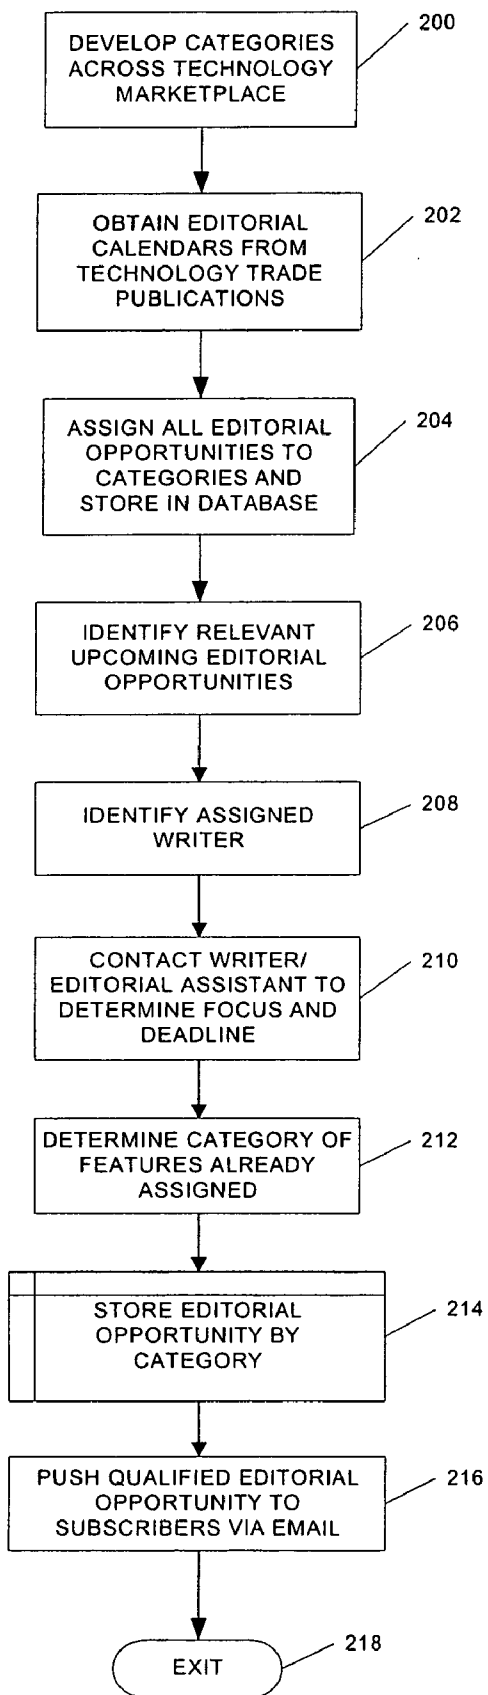 DEVELOP CATEGORIES
ACROSS TECHNOLOGY
MARKETPLACE
200
OBTAIN EDITORIAL
CALENDARS FROM
TECHNOLOGY TRADE
PUBLICATIONS
202
ASSIGN ALL EDITORIAL
OPPORTUNITIES TO
CATEGORIES AND
STORE IN DATABASE
204
IDENTIFY RELEVANT
UPCOMING EDITORIAL
OPPORTUNITIES
206
IDENTIFY ASSIGNED
WRITER
208
CONTACT WRITER/
EDITORIAL ASSISTANT TO
DETERMINE FOCUS AND
DEADLINE
210
DETERMINE CATEGORY OF
FEATURES ALREADY
ASSIGNED
212
STORE EDITORIAL
OPPORTUNITY BY
CATEGORY
214
PUSH QUALIFIED EDITORIAL
OPPORTUNITY TO
SUBSCRIBERS VIA EMAIL
216
EXIT
218